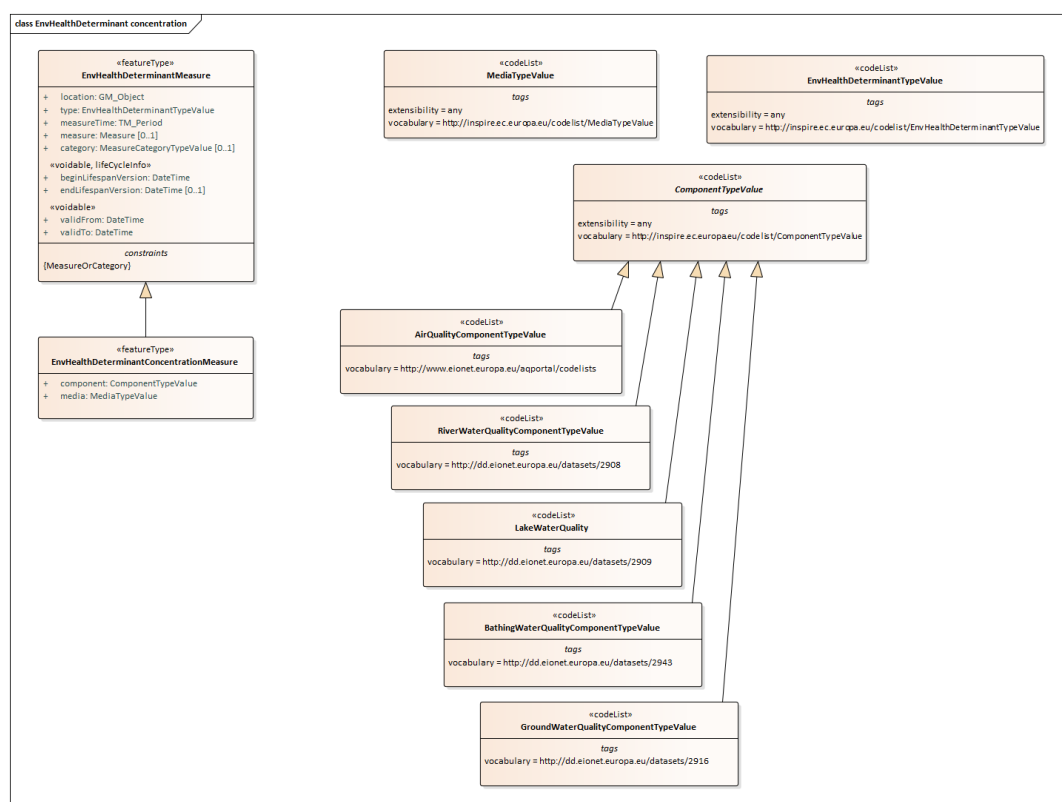 class EnvHealthDeterminant concentration
«featureType»
EnvHealthDeterminantMeasure
+ location: GM_Object
+ type: EnvHealthDeterminantTypeValue
+ measureTime: TM_Period
+ measure: Measure [0..1]
+ category: MeasureCategoryTypeValue [0..1]
«voidable, lifeCycleInfo»
+ beginLifespanVersion: DateTime
+ endLifespanVersion: DateTime [0..1]
«voidable»
+ validFrom: DateTime
+ validTo: DateTime
constraints
{MeasureOrCategory}
«featureType»
EnvHealthDeterminantConcentrationMeasure
+ component: ComponentTypeValue
+ media: MediaTypeValue
«codeList»
MediaTypeValue
tags
extensibility = any
vocabulary = http://inspire.ec.europa.eu/codelist/MediaTypeValue
«codeList»
EnvHealthDeterminantTypeValue
tags
extensibility = any
vocabulary = http://inspire.ec.europa.eu/codelist/EnvHealthDeterminantTypeValue
«codeList»
ComponentTypeValue
tags
extensibility = any
vocabulary = http://inspire.ec.europa.eu/codelist/ComponentTypeValue
«codeList»
AirQualityComponentTypeValue
tags
vocabulary = http://www.eionet.europa.eu/aqportal/codelists
«codeList»
RiverWaterQualityComponentTypeValue
tags
vocabulary = http://dd.eionet.europa.eu/datasets/2908
«codeList»
LakeWaterQuality
tags
vocabulary = http://dd.eionet.europa.eu/datasets/2909
«codeList»
BathingWaterQualityComponentTypeValue
tags
vocabulary = http://dd.eionet.europa.eu/datasets/2943
«codeList»
GroundWaterQualityComponentTypeValue
tags
vocabulary = http://dd.eionet.europa.eu/datasets/2916